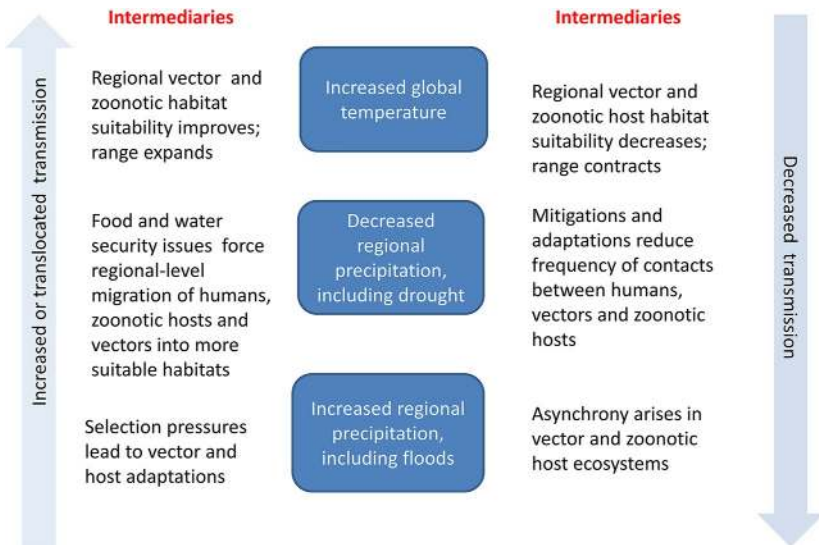 Intermediaries
Intermediaries
Increased or translocated transmission
Regional vector and
zoonotic habitat
suitability improves;
range expands
Food and water
security issues force
regional-level
migration of humans,
zoonotic hosts and
vectors into more
suitable habitats
Selection pressures
lead to vector and
host adaptations
Increased global
temperature
Decreased
regional
precipitation,
including drought
Increased regional
precipitation,
including floods
Regional vector and
zoonotic host habitat
suitability decreases;
range contracts
Mitigations and
adaptations reduce
frequency of contacts
between humans,
vectors and zoonotic
hosts
Asynchrony arises in
vector and zoonotic
host ecosystems
Decreased transmission